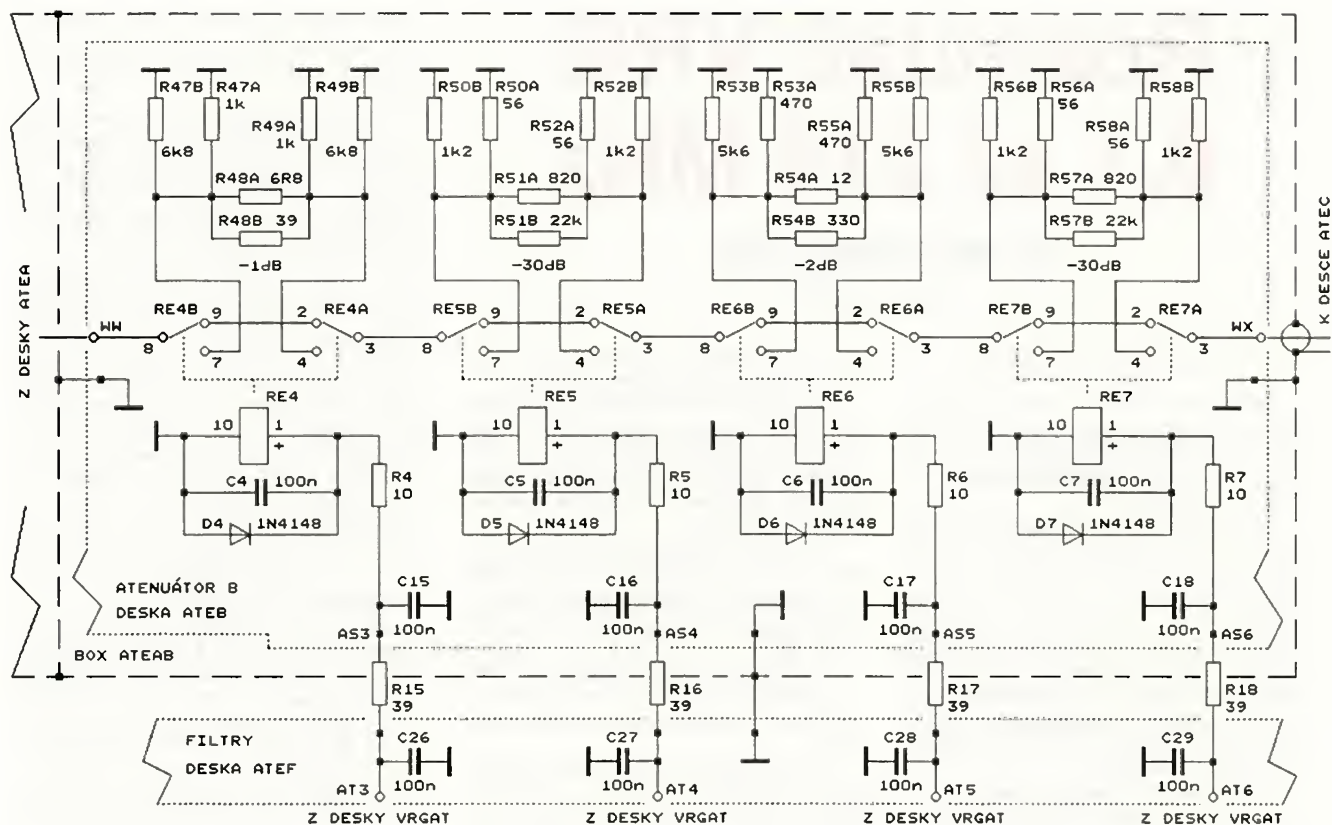 R47B R47A R49B R50B R50A R52B R53B R53A R55B R56B R56A R58B
1k 56 470 56
R49A R52A R55A R58A
1k 56 470 56
6k8 6k8 1k2 1k2 5k6 5k6 1k2 1k2
R48A 6R8 R51A 820 R54A 12 R57A 820
R48B 39 R51B 22k R54B 330 R57B 22k
-1dB -30dB -2dB -30dB
Z DESKY ATEA
K DESCE ATEC
WW RE4B 9 2 RE4A RE5B 9 2 RE5A RE6B 9 2 RE6A RE7B 9 2 RE7A WX
8 7 4 3 8 7 4 3 8 7 4 3 8 7 4 3
RE4 RE5 RE6 RE7
10 1 10 1 10 1 10 1
+ + + +
C4 100n R4 C5 100n R5 C6 100n R6 C7 100n R7
10 10 10 10
D4 1N4148 D5 1N4148 D6 1N4148 D7 1N4148
ATENUÁTOR B
DESKA ATEB
C15 C16 C17 C18
100n 100n 100n 100n
AS3 AS4 AS5 AS6
BOX ATEAB
R15 R16 R17 R18
39 39 39 39
FILTRY
DESKA ATEF
C26 C27 C28 C29
100n 100n 100n 100n
AT3 AT4 AT5 AT6
Z DESKY VRGAT Z DESKY VRGAT Z DESKY VRGAT Z DESKY VRGAT